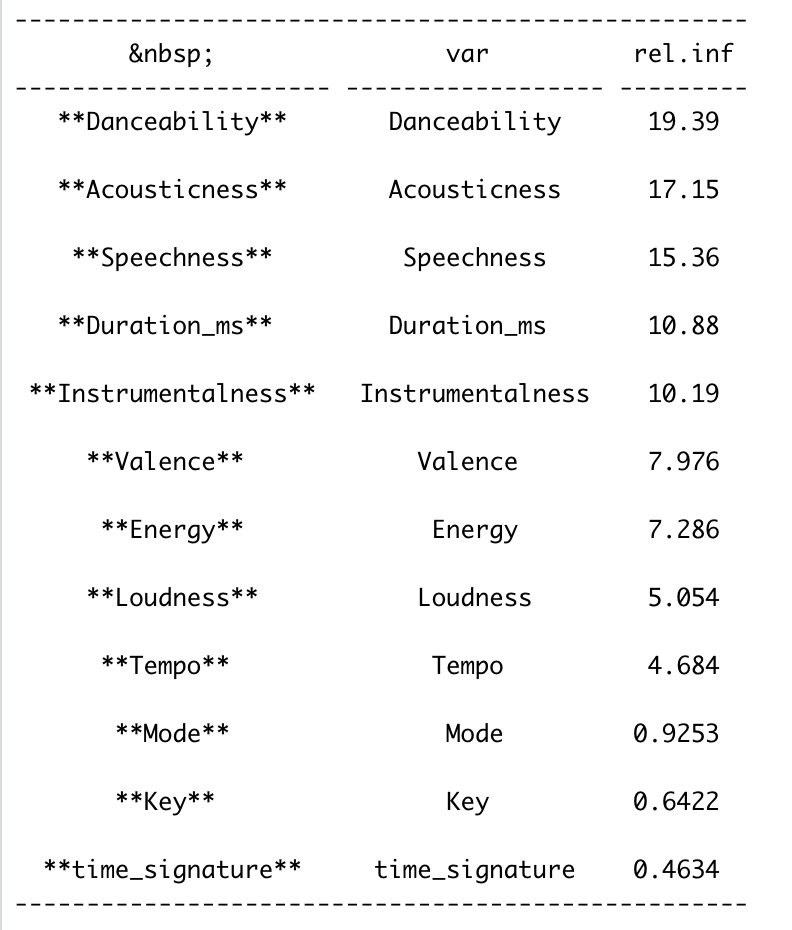 ---------------------------------------------------
&nbsp; var rel.inf
---------------------- ------------------ ---------
**Danceability** Danceability 19.39
**Acousticness** Acousticness 17.15
**Speechness** Speechness 15.36
**Duration_ms** Duration_ms 10.88
**Instrumentalness** Instrumentalness 10.19
**Valence** Valence 7.976
**Energy** Energy 7.286
**Loudness** Loudness 5.054
**Tempo** Tempo 4.684
**Mode** Mode 0.9253
**Key** Key 0.6422
**time_signature** time_signature 0.4634
---------------------------------------------------